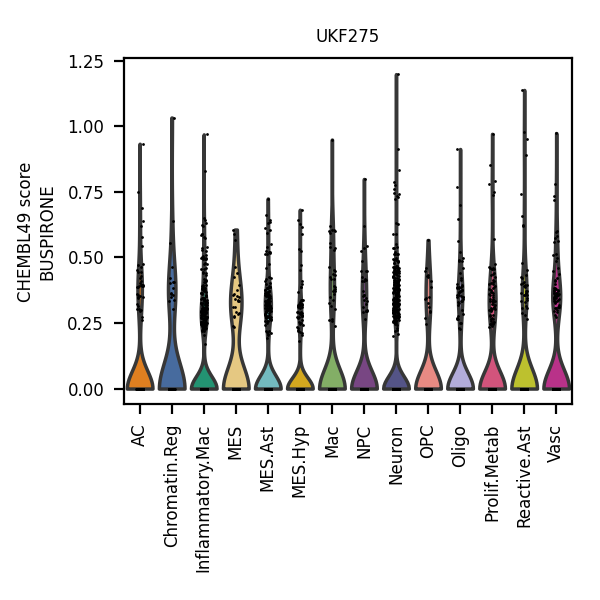 UKF275
CHEMBL49 score
BUSPIRONE
1.25
1.00
0.75
0.50
0.25
0.00
AC
Chromatin.Reg
Inflammatory.Mac
MES
MES.Ast
MES.Hyp
Mac
NPC
Neuron
OPC
Oligo
Prolif.Metab
Reactive.Ast
Vasc